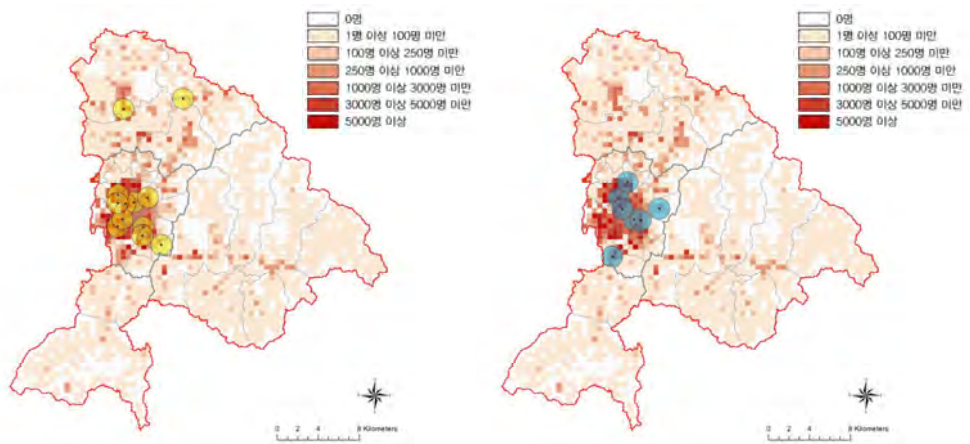 0명
1명 이상 100명 미만
100명 이상 250명 미만
250명 이상 1000명 미만
1000명 이상 3000명 미만
3000명 이상 5000명 미만
5000명 이상
0 2 4 8 Kilometers
0명
1명 이상 100명 미만
100명 이상 250명 미만
250명 이상 1000명 미만
1000명 이상 3000명 미만
3000명 이상 5000명 미만
5000명 이상
0 2 4 8 Kilometers